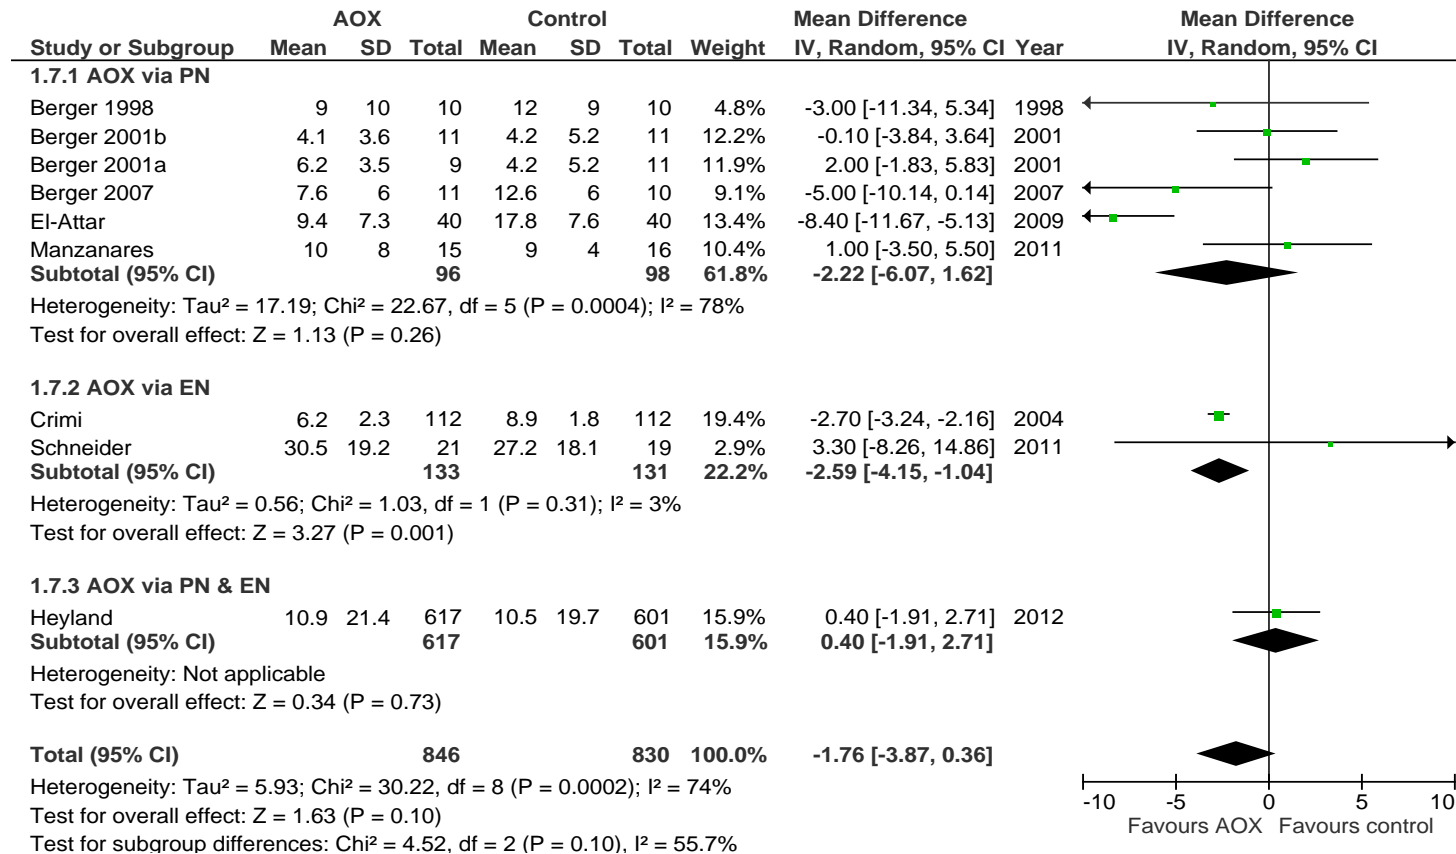 AOX Control Mean Difference Mean Difference
Study or Subgroup Mean SD Total Mean SD Total Weight IV, Random, 95% CI Year IV, Random, 95% CI
1.7.1 AOX via PN
Berger 1998 9 10 10 12 9 10 4.8% -3.00 [-11.34, 5.34] 1998
Berger 2001b 4.1 3.6 11 4.2 5.2 11 12.2% -0.10 [-3.84, 3.64] 2001
Berger 2001a 6.2 3.5 9 4.2 5.2 11 11.9% 2.00 [-1.83, 5.83] 2001
Berger 2007 7.6 6 11 12.6 6 10 9.1% -5.00 [-10.14, 0.14] 2007
El-Attar 9.4 7.3 40 17.8 7.6 40 13.4% -8.40 [-11.67, -5.13] 2009
Manzanares 10 8 15 9 4 16 10.4% 1.00 [-3.50, 5.50] 2011
Subtotal (95% CI) 96 98 61.8% -2.22 [-6.07, 1.62]
Heterogeneity: Tau² = 17.19; Chi² = 22.67, df = 5 (P = 0.0004); I² = 78%
Test for overall effect: Z = 1.13 (P = 0.26)
1.7.2 AOX via EN
Crimi 6.2 2.3 112 8.9 1.8 112 19.4% -2.70 [-3.24, -2.16] 2004
Schneider 30.5 19.2 21 27.2 18.1 19 2.9% 3.30 [-8.26, 14.86] 2011
Subtotal (95% CI) 133 131 22.2% -2.59 [-4.15, -1.04]
Heterogeneity: Tau² = 0.56; Chi² = 1.03, df = 1 (P = 0.31); I² = 3%
Test for overall effect: Z = 3.27 (P = 0.001)
1.7.3 AOX via PN & EN
Heyland 10.9 21.4 617 10.5 19.7 601 15.9% 0.40 [-1.91, 2.71] 2012
Subtotal (95% CI) 617 601 15.9% 0.40 [-1.91, 2.71]
Heterogeneity: Not applicable
Test for overall effect: Z = 0.34 (P = 0.73)
Total (95% CI) 846 830 100.0% -1.76 [-3.87, 0.36]
Heterogeneity: Tau² = 5.93; Chi² = 30.22, df = 8 (P = 0.0002); I² = 74%
Test for overall effect: Z = 1.63 (P = 0.10)
Test for subgroup differences: Chi² = 4.52, df = 2 (P = 0.10), I² = 55.7%
-10 -5 0 5 10
Favours AOX Favours control